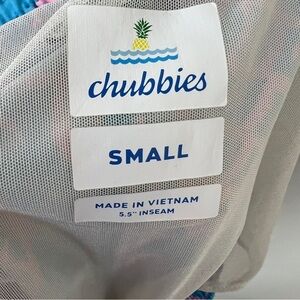 chubbies
SMALL
MADE IN VIETNAM
5.5" INSEAM